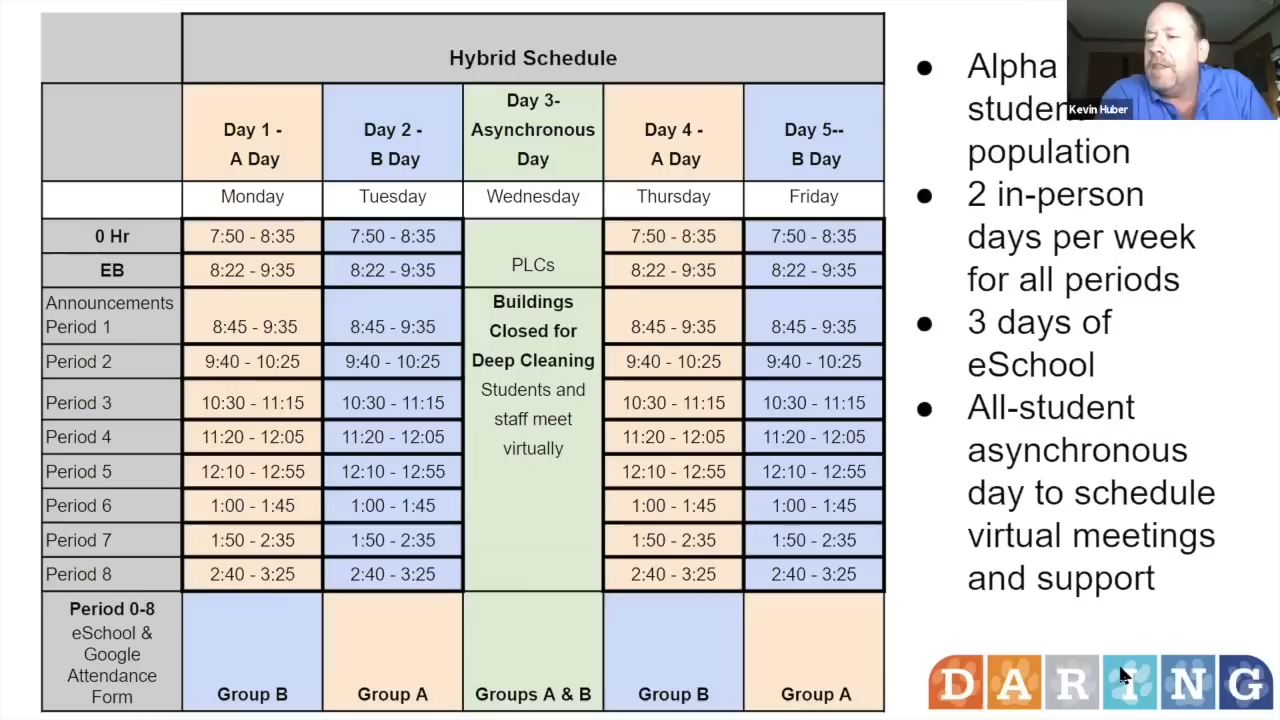 Hybrid Schedule
Day 1 -
A Day
Day 2 -
B Day
Day 3-
Asynchronous
Day
Day 4 -
A Day
Day 5--
B Day
Monday Tuesday Wednesday Thursday Friday
0 Hr 7:50 - 8:35 7:50 - 8:35 7:50 - 8:35 7:50 - 8:35
EB 8:22 - 9:35 8:22 - 9:35 8:22 - 9:35 8:22 - 9:35
Announcements
Period 1 8:45 - 9:35 8:45 - 9:35 8:45 - 9:35 8:45 - 9:35
Period 2 9:40 - 10:25 9:40 - 10:25 9:40 - 10:25 9:40 - 10:25
Period 3 10:30 - 11:15 10:30 - 11:15 10:30 - 11:15 10:30 - 11:15
Period 4 11:20 - 12:05 11:20 - 12:05 11:20 - 12:05 11:20 - 12:05
Period 5 12:10 - 12:55 12:10 - 12:55 12:10 - 12:55 12:10 - 12:55
Period 6 1:00 - 1:45 1:00 - 1:45 1:00 - 1:45 1:00 - 1:45
Period 7 1:50 - 2:35 1:50 - 2:35 1:50 - 2:35 1:50 - 2:35
Period 8 2:40 - 3:25 2:40 - 3:25 2:40 - 3:25 2:40 - 3:25
PLCs
Buildings
Closed for
Deep Cleaning
Students and
staff meet
virtually
Period 0-8
eSchool &
Google
Attendance
Form
Group B Group A Groups A & B Group B Group A
● Alpha
population
● 2 in-person
days per week
for all periods
● 3 days of
eSchool
● All-student
asynchronous
day to schedule
virtual meetings
and support
Kevin Huber
DARING